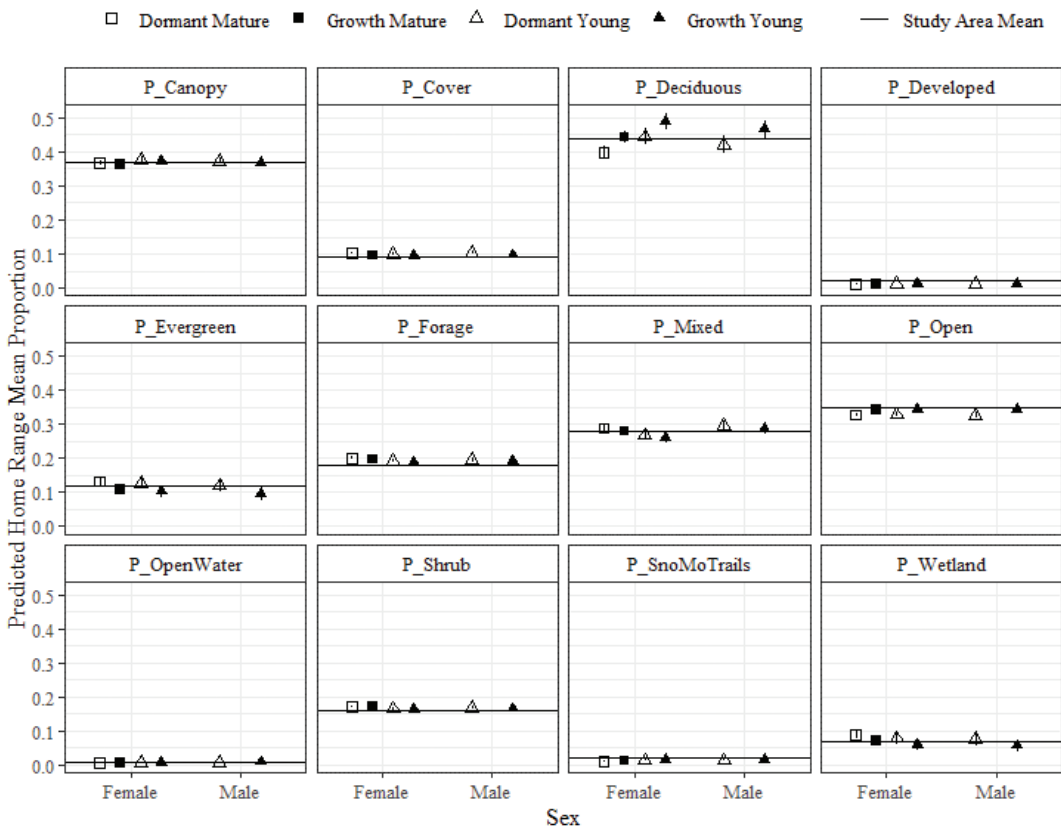 Dormant Mature Growth Mature Dormant Young Growth Young Study Area Mean
P_Canopy P_Cover P_Deciduous P_Developed
0.5
0.4
0.3
0.2
0.1
0.0
P_Evergreen P_Forage P_Mixed P_Open
0.5
0.4
0.3
0.2
0.1
0.0
P_OpenWater P_Shrub P_SnoMoTrails P_Wetland
0.5
0.4
0.3
0.2
0.1
0.0
Predicted Home Range Mean Proportion
Female Male Female Male Female Male Female Male
Sex